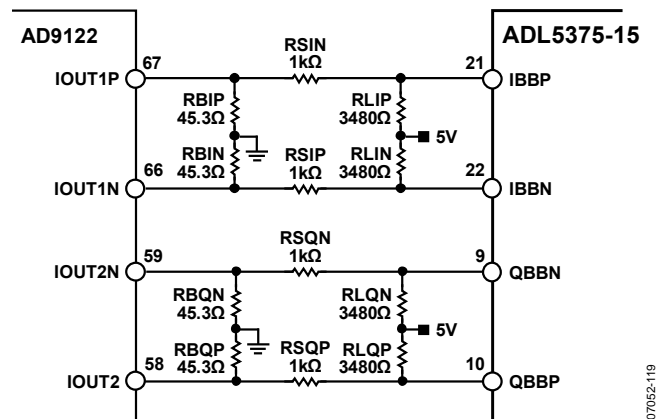 AD9122
ADL5375-15
67
RSIN
1kΩ
21
IOUT1P
IBBP
RBIP
45.3Ω
RLIP
3480Ω
5V
RBIN
45.3Ω
RSIP
1kΩ
RLIN
3480Ω
66
22
IOUT1N
IBBN
59
RSQN
1kΩ
9
IOUT2N
QBBN
RBQN
45.3Ω
RLQN
3480Ω
5V
RBQP
45.3Ω
RSQP
1kΩ
RLQP
3480Ω
58
10
IOUT2
QBBP
07052-119